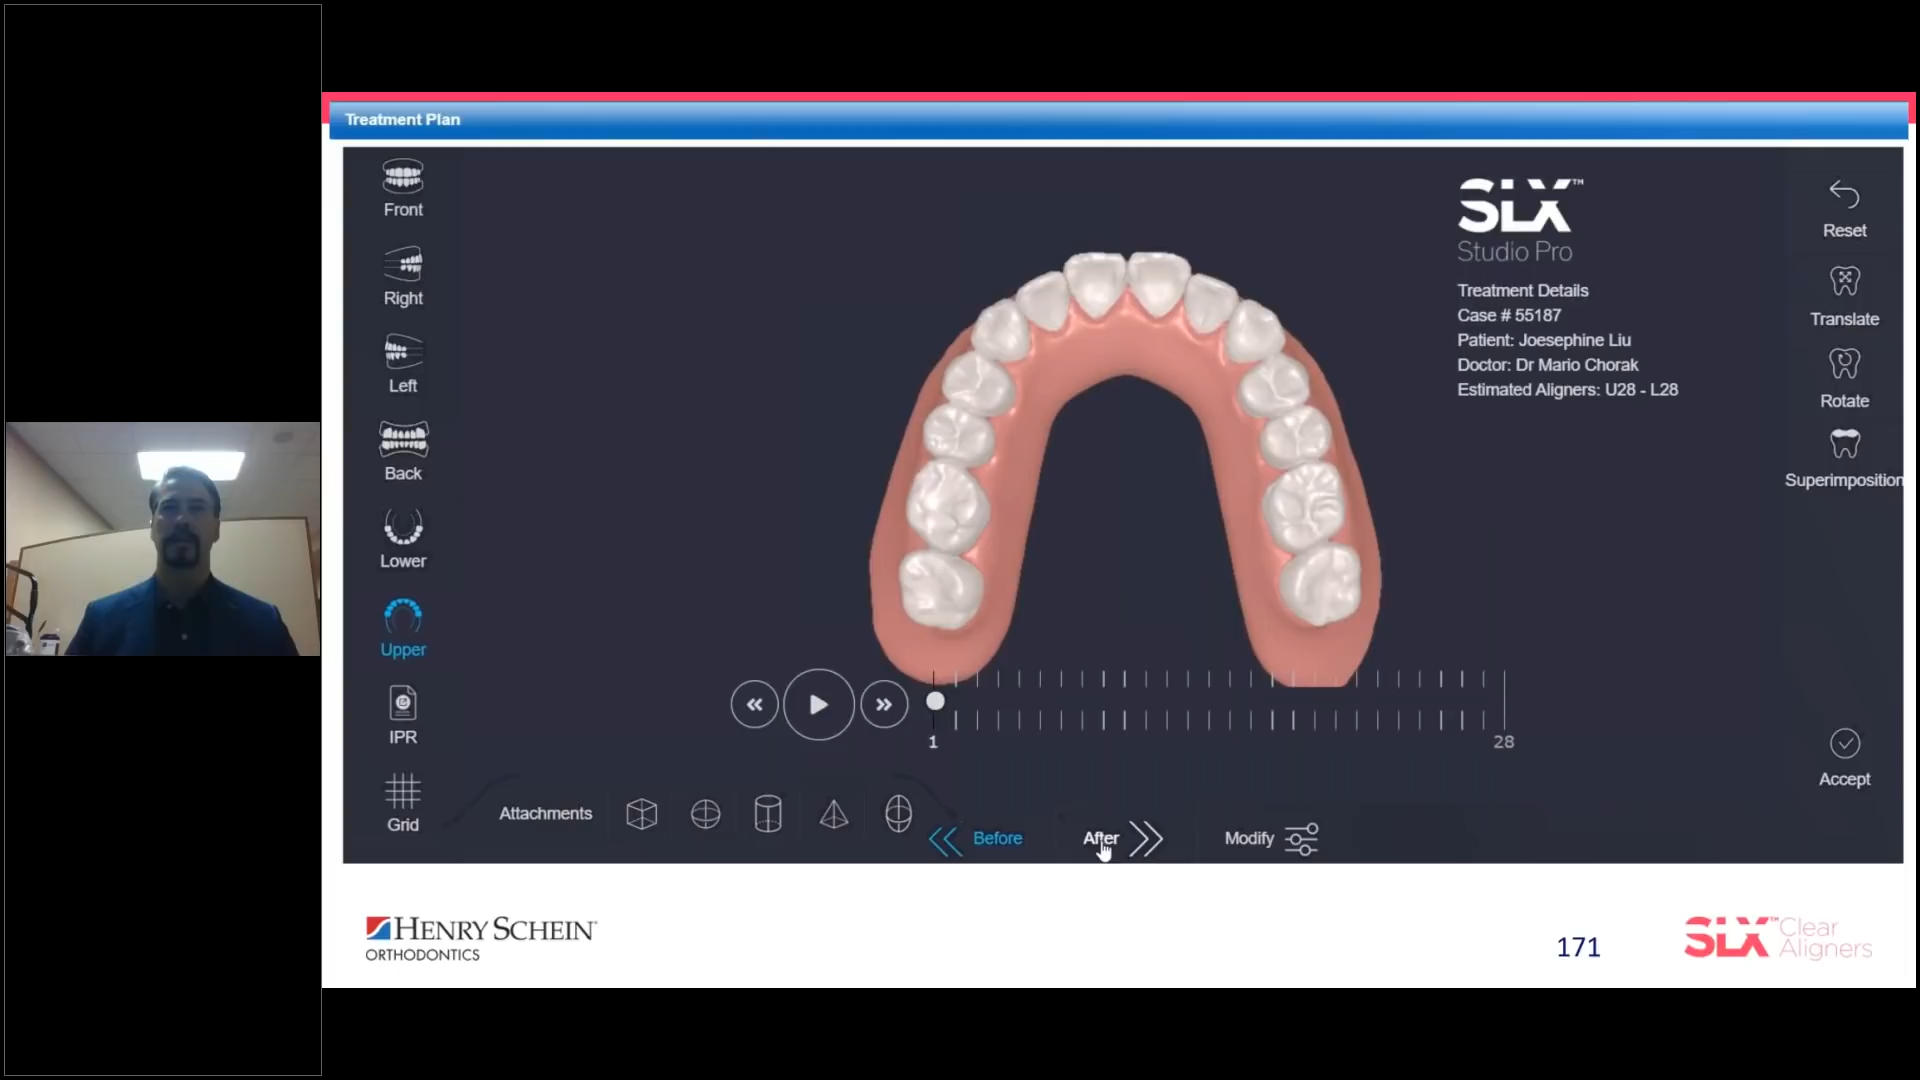 Treatment Plan
Front
Right
Left
Back
Lower
Upper
IPR
Grid
SLX™
Studio Pro
Treatment Details
Case # 55187
Patient: Joesephine Liu
Doctor: Dr Mario Chorak
Estimated Aligners: U28 - L28
Reset
Translate
Rotate
Superimposition
Accept
1
28
Attachments
Before
After
Modify
HENRY SCHEIN®
ORTHODONTICS
171
SLX™ Clear
Aligners